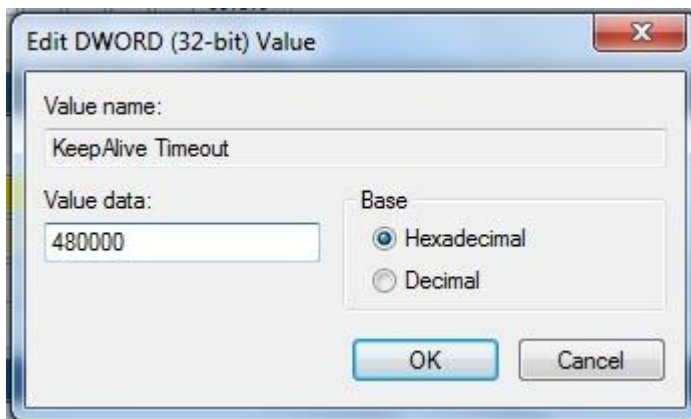 Edit DWORD (32-bit) Value
Value name:
KeepAlive Timeout
Value data:
480000
Base
Hexadecimal
Decimal
OK
Cancel